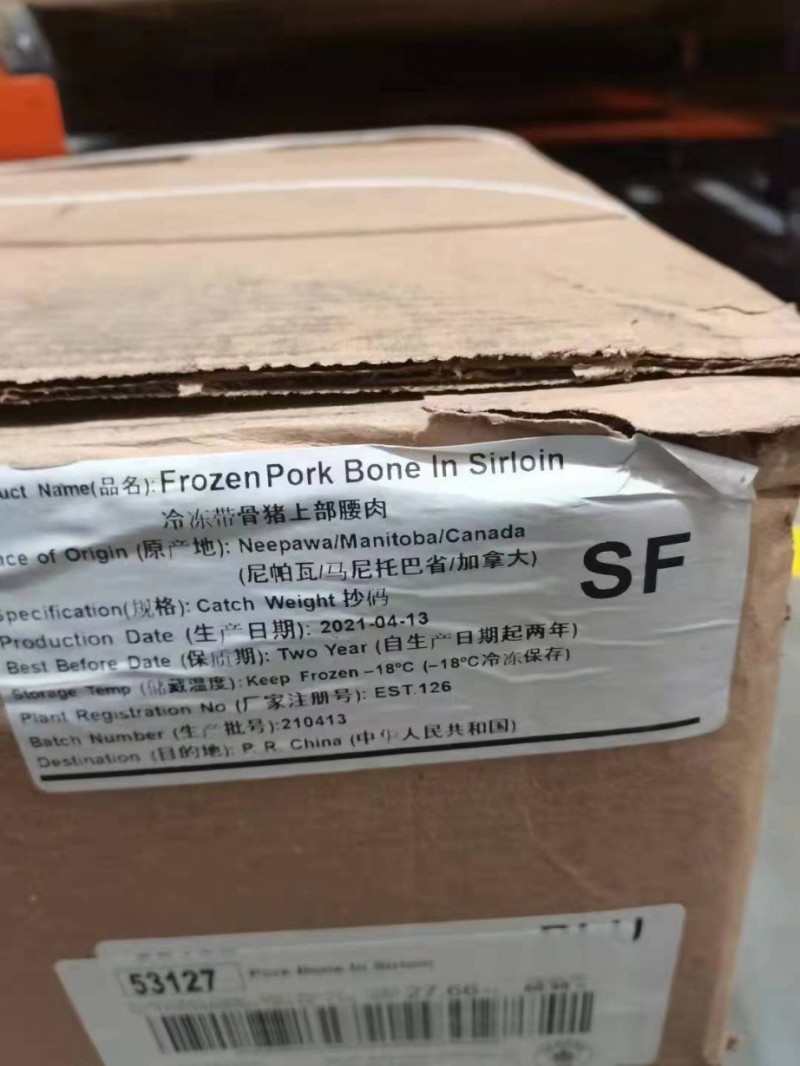 uct Name(品名): Frozen Pork Bone In Sirloin
冷冻带骨猪上部腰肉
nce of Origin (原产地): Neepawa/Manitoba/Canada
(尼帕瓦/马尼托巴省/加拿大)
SF
Specification(规格): Catch Weight 抄码
Production Date (生产日期): 2021-04-13
Best Before Date (保质期): Two Year (自生产日期起两年)
Storage Temp (储藏温度): Keep Frozen -18°C (-18°C冷冻保存)
Plant Registration No (厂家注册号): EST.126
Batch Number (生产批号):210413
Destination (目的地): P. R. China (中华人民共和国)
53127 Pork Bone In Sirloin
27.66